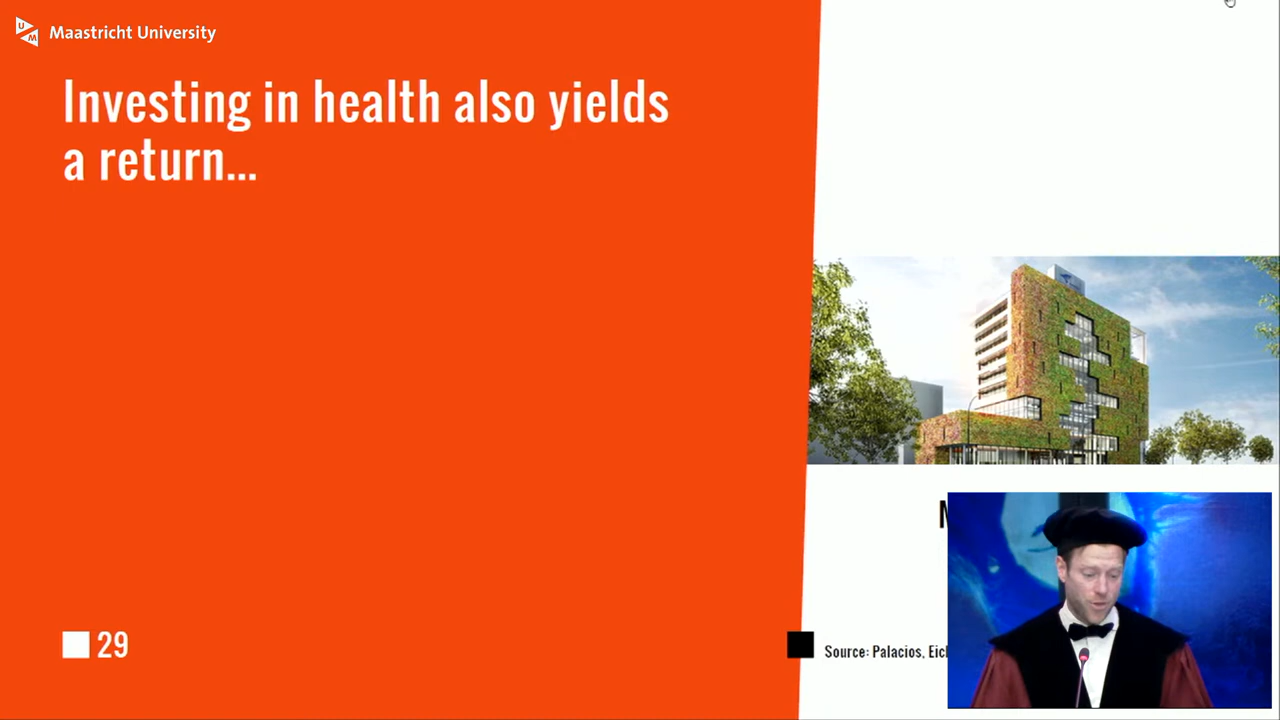 Maastricht University
Investing in health also yields
a return...
29
Source: Palacios,